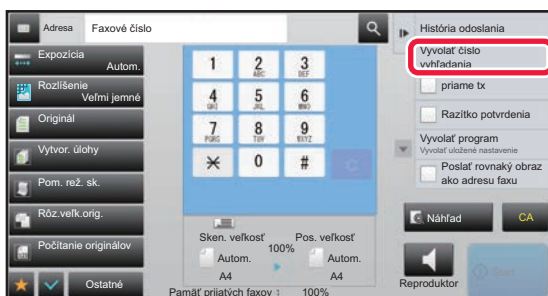 Adresa
Faxové číslo
Expozícia
Autom.
Rozlíšenie
Veľmi jemné
Originál
Vytvor. úlohy
Pom. rež. sk.
Rôz.veľk.orig.
Počítanie originálov
Ostatné
1
2
ABC
3
DEF
4
GHI
5
JKL
6
MNO
7
PQRS
8
TUV
9
WXYZ
0
#
C
Sken. veľkosť
Pos. veľkosť
100%
Autom.
Autom.
A4
A4
Pamäť prijatých faxov : 100%
História odoslania
Vyvolať číslo
vyhľadania
priame tx
Razítko potvrdenia
Vyvolať program
Vyvolať uložené nastavenie
Poslať rovnaký obraz
ako adresu faxu
Náhľad
CA
Reproduktor
Start